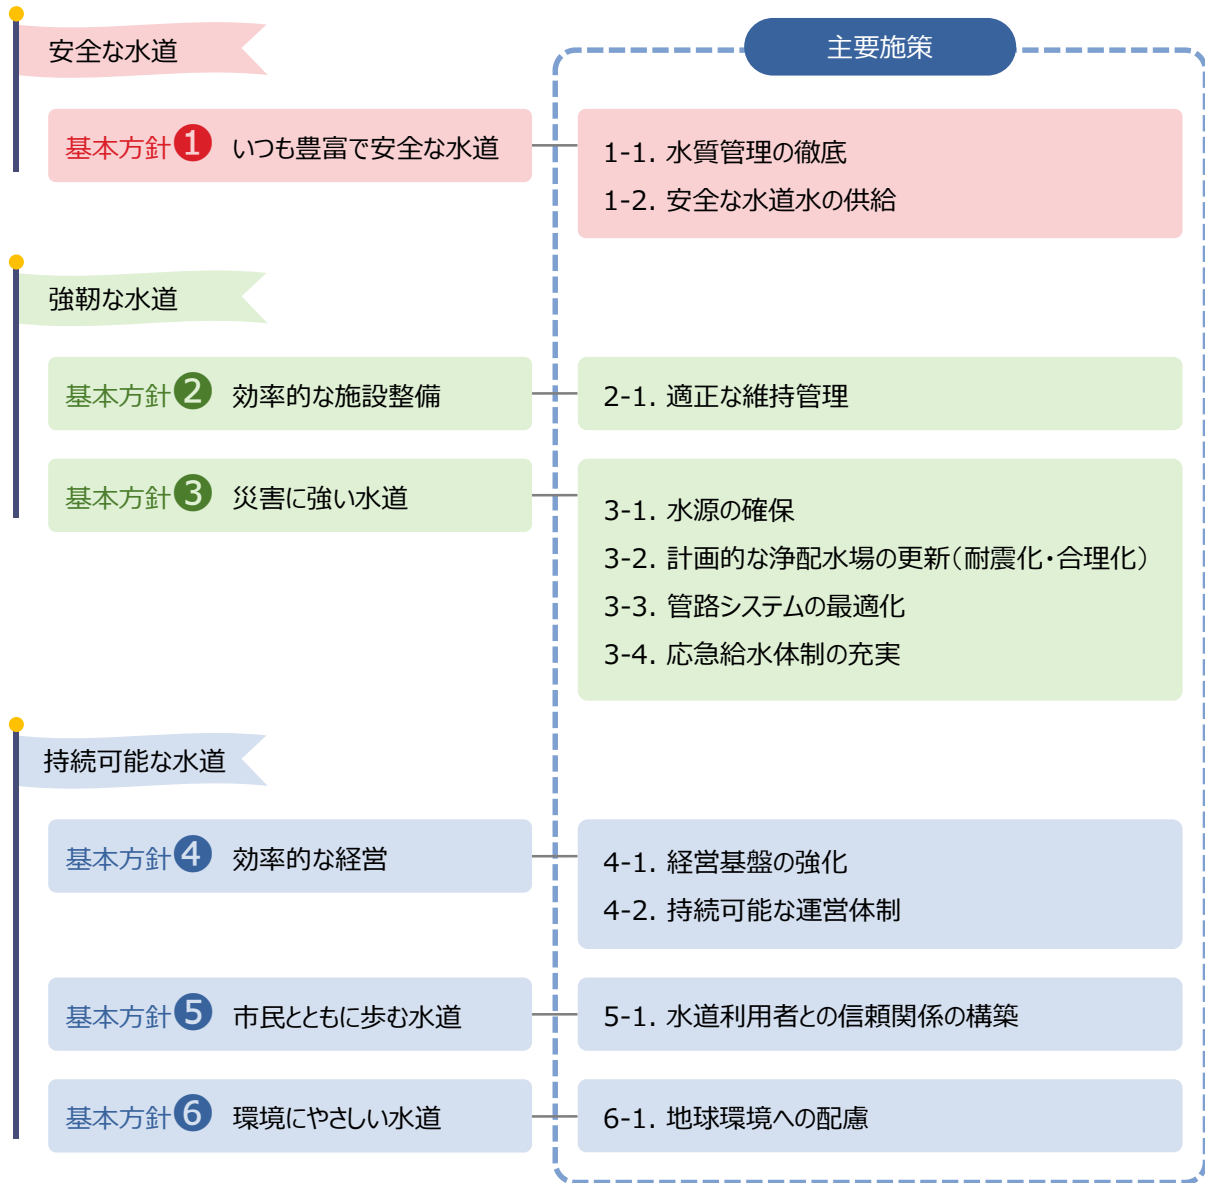 安全な水道
主要施策
基本方針❶ いつも豊富で安全な水道
1-1. 水質管理の徹底
1-2. 安全な水道水の供給
強靭な水道
基本方針❷ 効率的な施設整備
2-1. 適正な維持管理
基本方針❸ 災害に強い水道
3-1. 水源の確保
3-2. 計画的な浄配水場の更新（耐震化・合理化）
3-3. 管路システムの最適化
3-4. 応急給水体制の充実
持続可能な水道
基本方針❹ 効率的な経営
4-1. 経営基盤の強化
4-2. 持続可能な運営体制
基本方針❺ 市民とともに歩む水道
5-1. 水道利用者との信頼関係の構築
基本方針❻ 環境にやさしい水道
6-1. 地球環境への配慮